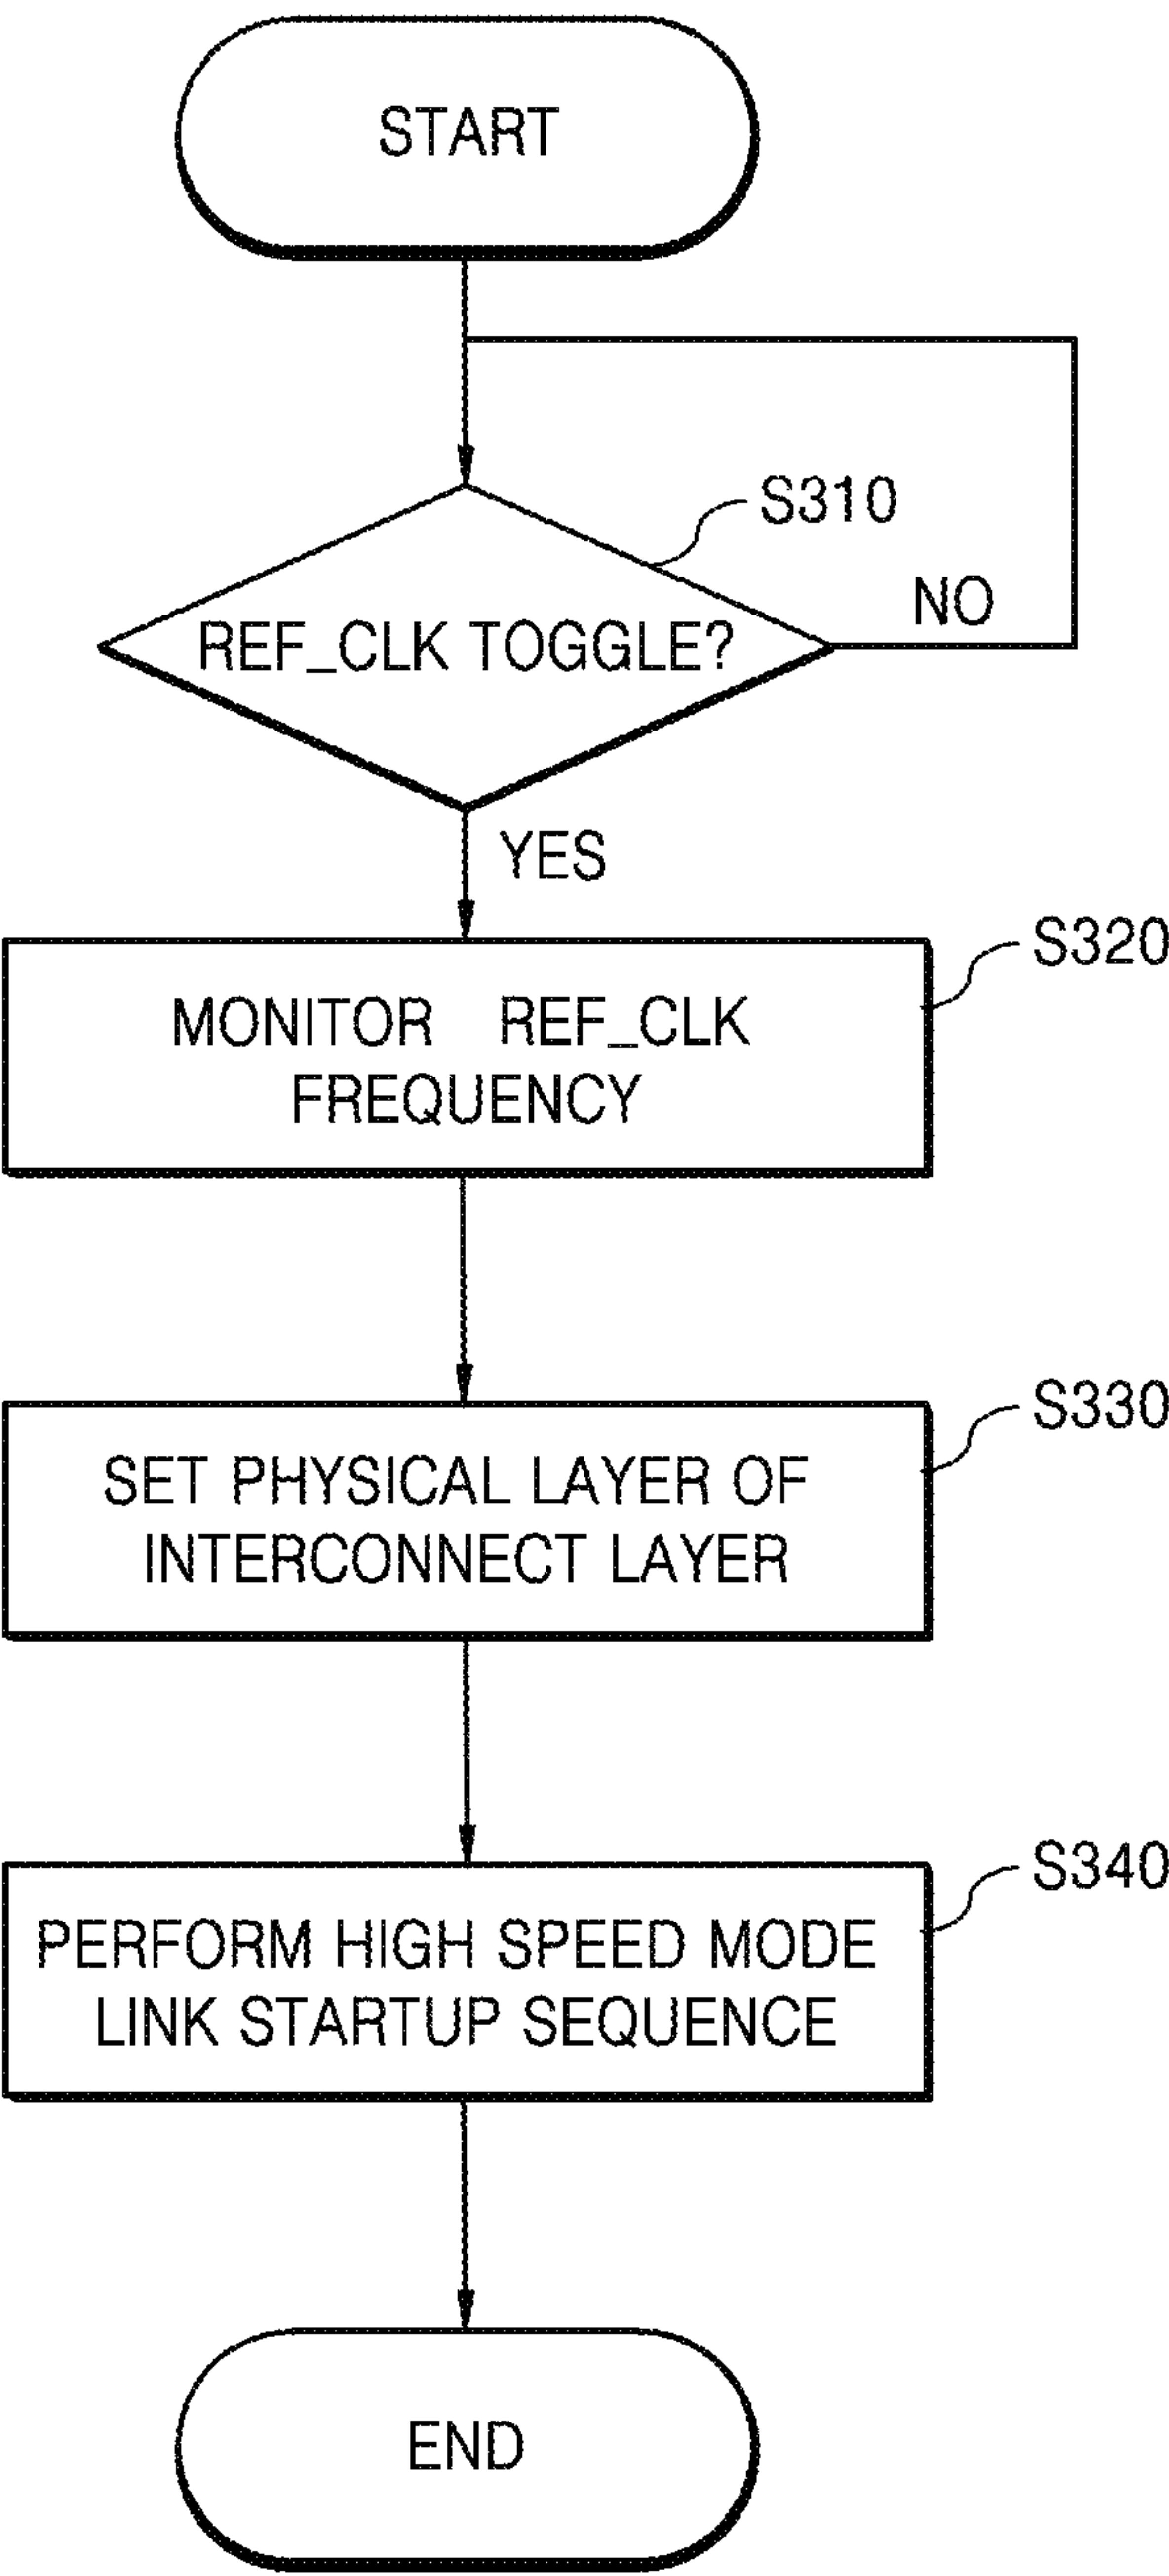 START
S310
NO
REF_CLK TOGGLE?
YES
S320
MONITOR REF_CLK
FREQUENCY
S330
SET PHYSICAL LAYER OF
INTERCONNECT LAYER
S340
PERFORM HIGH SPEED MODE
LINK STARTUP SEQUENCE
END